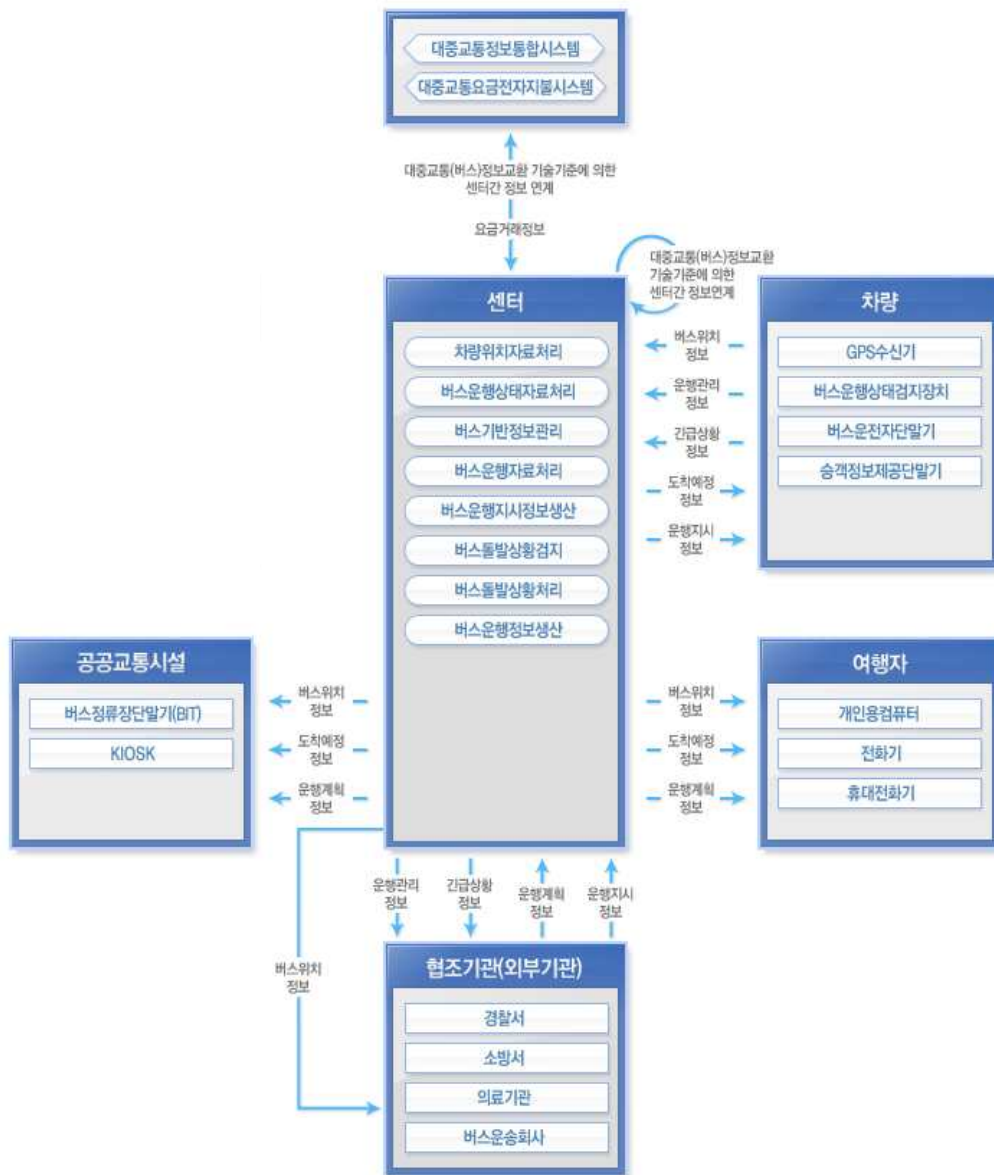 대중교통정보통합시스템
대중교통요금전자지불시스템
대중교통(버스)정보교환 기술기준에 의한
센터간 정보 연계
요금거래정보
대중교통(버스)정보교환
기술기준에 의한
센터간 정보연계
센터
차량위치자료처리
버스운행상태자료처리
버스기반정보관리
버스운행자료처리
버스운행지시정보생산
버스돌발상황검지
버스돌발상황처리
버스운행정보생산
버스위치
정보
운행관리
정보
긴급상황
정보
도착예정
정보
운행지시
정보
차량
GPS수신기
버스운행상태검지장치
버스운전자단말기
승객정보제공단말기
공공교통시설
버스정류장단말기(BIT)
KIOSK
버스위치
정보
도착예정
정보
운행계획
정보
버스위치
정보
도착예정
정보
운행계획
정보
여행자
개인용컴퓨터
전화기
휴대전화기
운행관리
정보
긴급상황
정보
운행계획
정보
운행지시
정보
버스위치
정보
협조기관(외부기관)
경찰서
소방서
의료기관
버스운송회사